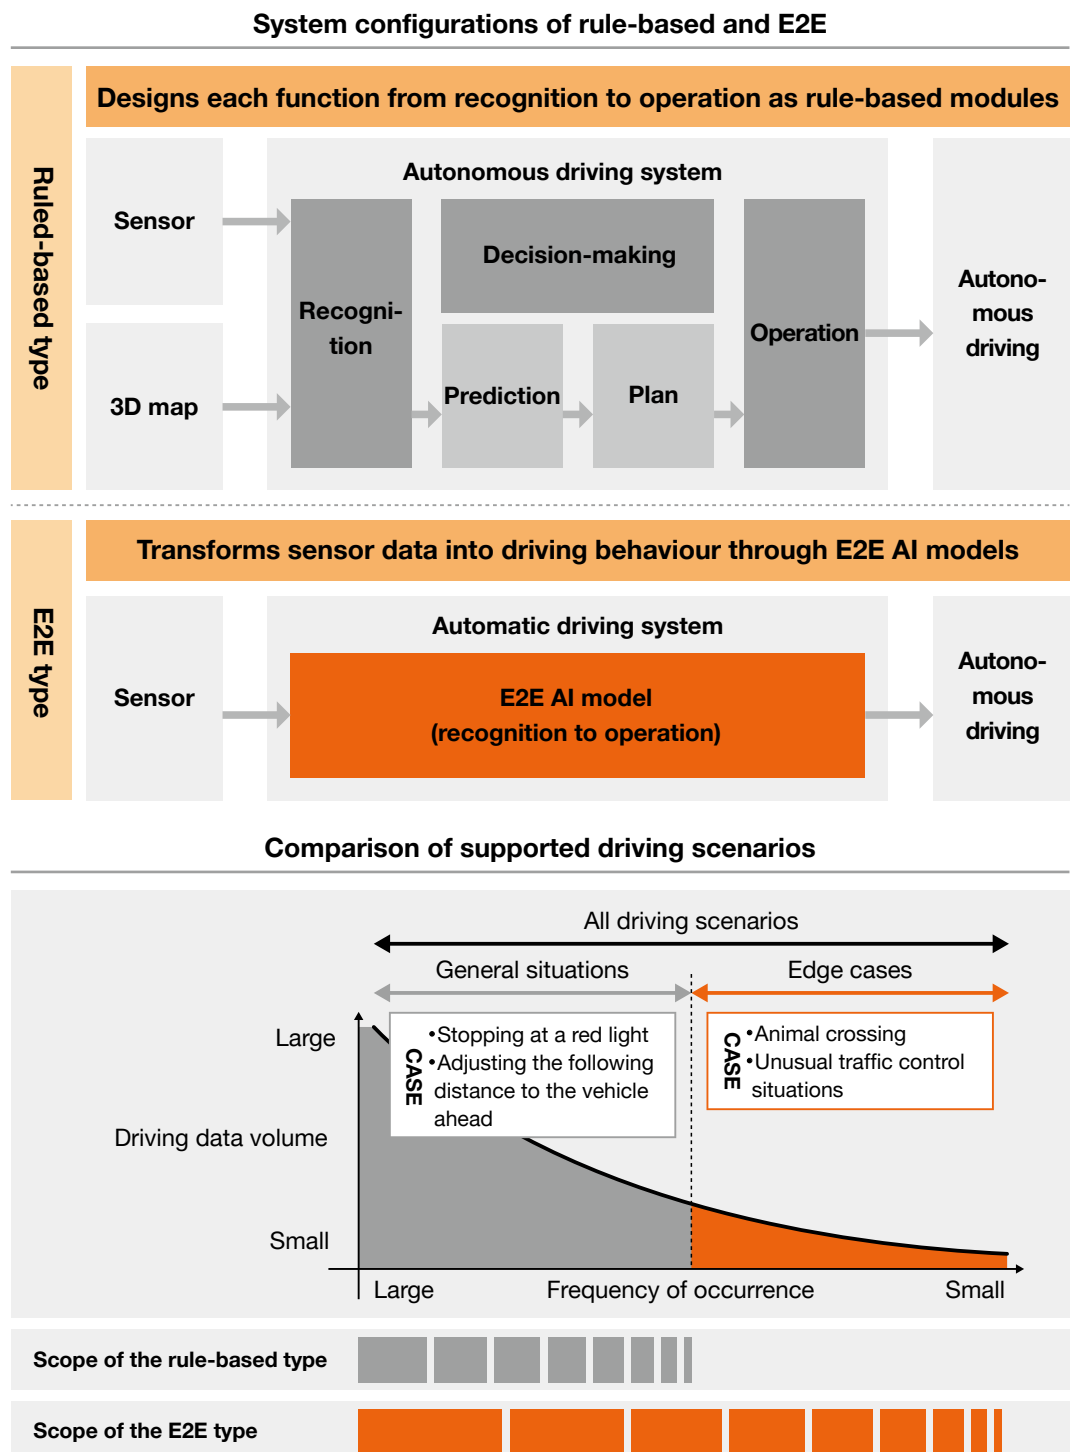 System configurations of rule-based and E2E
Ruled-based type
Designs each function from recognition to operation as rule-based modules
Sensor
3D map
Autonomous driving system
Recogni-
tion
Decision-making
Prediction
Plan
Operation
Autono-
mous
driving
E2E type
Transforms sensor data into driving behaviour through E2E AI models
Sensor
Automatic driving system
E2E AI model
(recognition to operation)
Autono-
mous
driving
Comparison of supported driving scenarios
All driving scenarios
General situations
Edge cases
CASE
•Stopping at a red light
•Adjusting the following
distance to the vehicle
ahead
CASE
•Animal crossing
•Unusual traffic control
situations
Large
Driving data volume
Small
Large
Frequency of occurrence
Small
Scope of the rule-based type
Scope of the E2E type